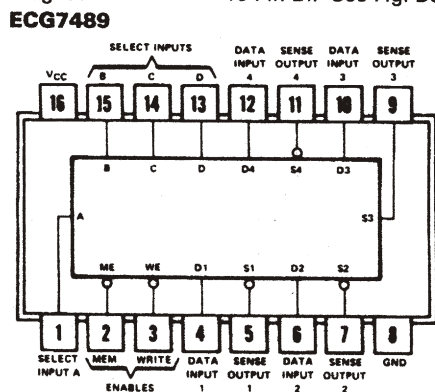 ECG7489
SELECT INPUTS DATA SENSE DATA SENSE
INPUT OUTPUT INPUT OUTPUT
VCC B C D 4 4 3 3
16 15 14 13 12 11 10 9
B C D D4 S4 D3
A S3
ME WE D1 S1 D2 S2
1 2 3 4 5 6 7 8
SELECT MEM WRITE DATA SENSE DATA SENSE GND
INPUT A INPUT OUTPUT INPUT OUTPUT
ENABLES 1 1 2 2